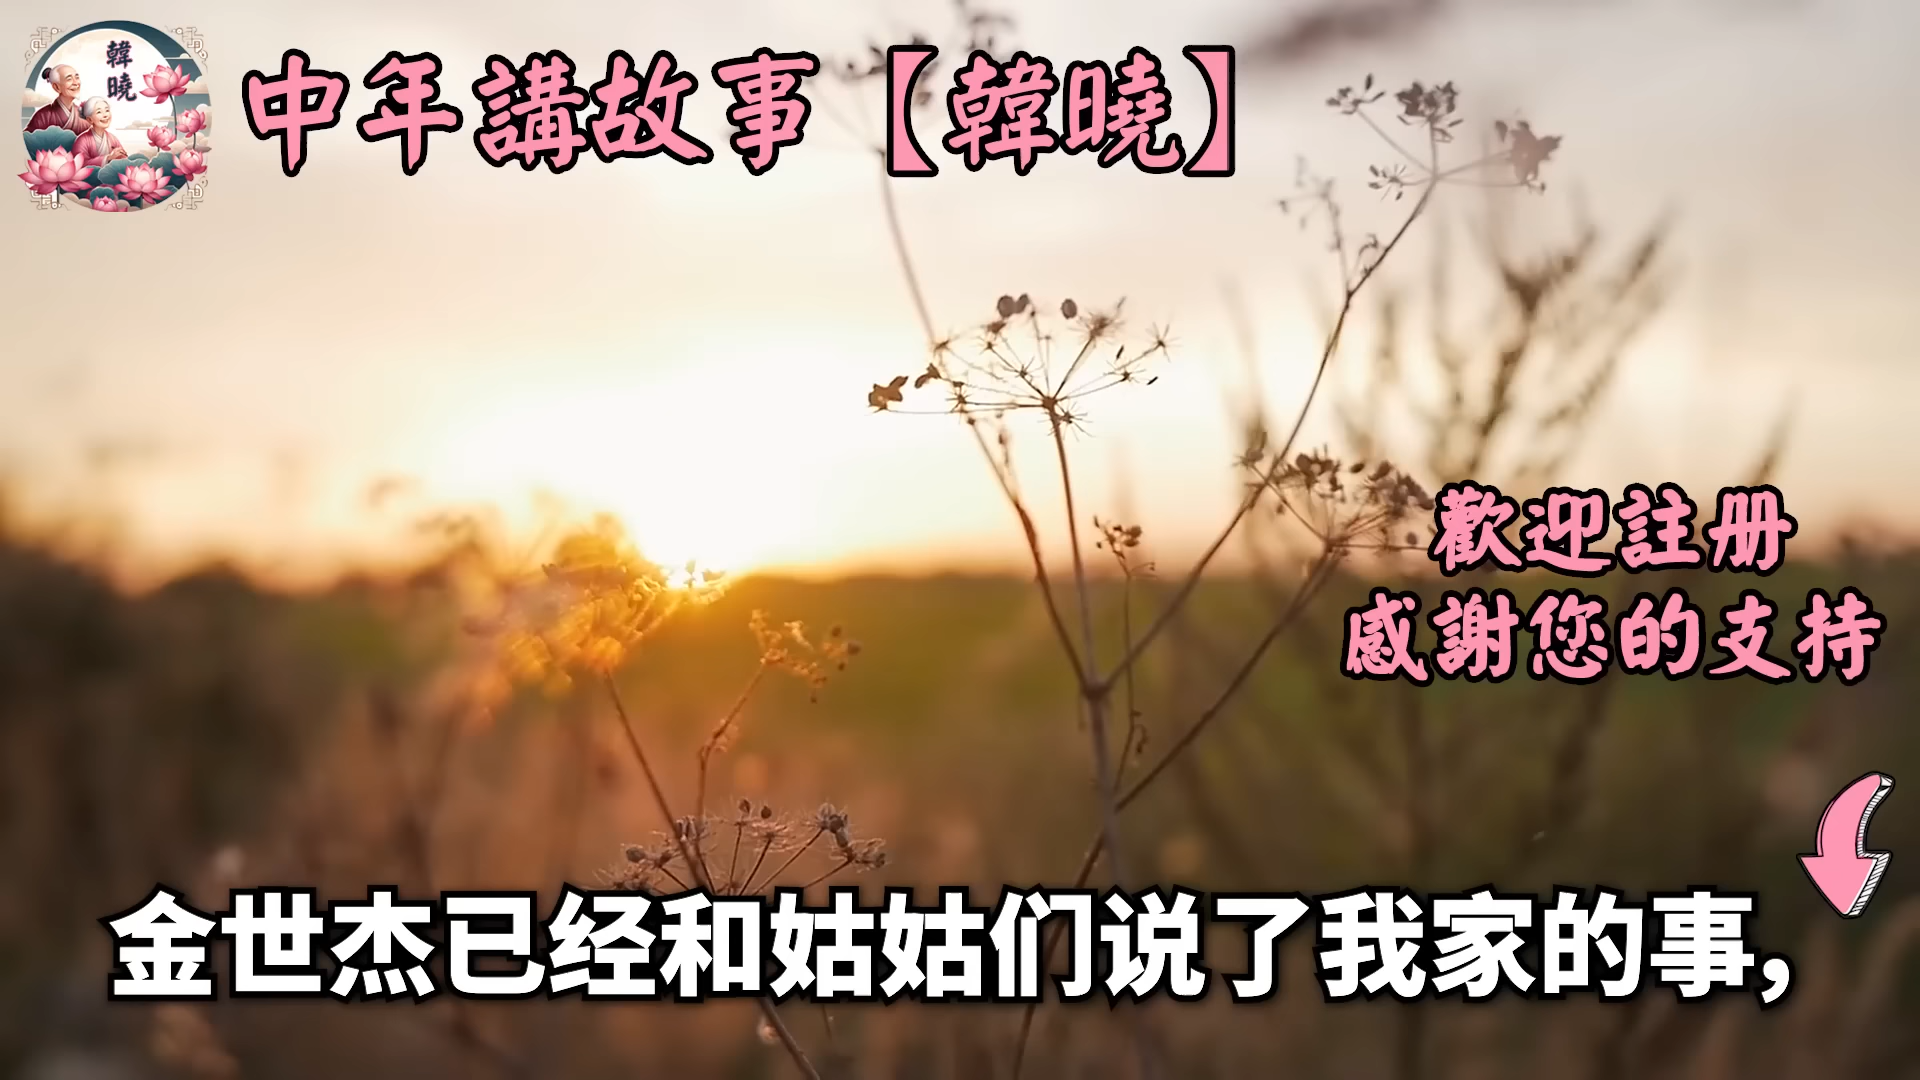 韓
曉
中年講故事【韓曉】
歡迎註册
感謝您的支持
金世杰已经和姑姑们说了我家的事,